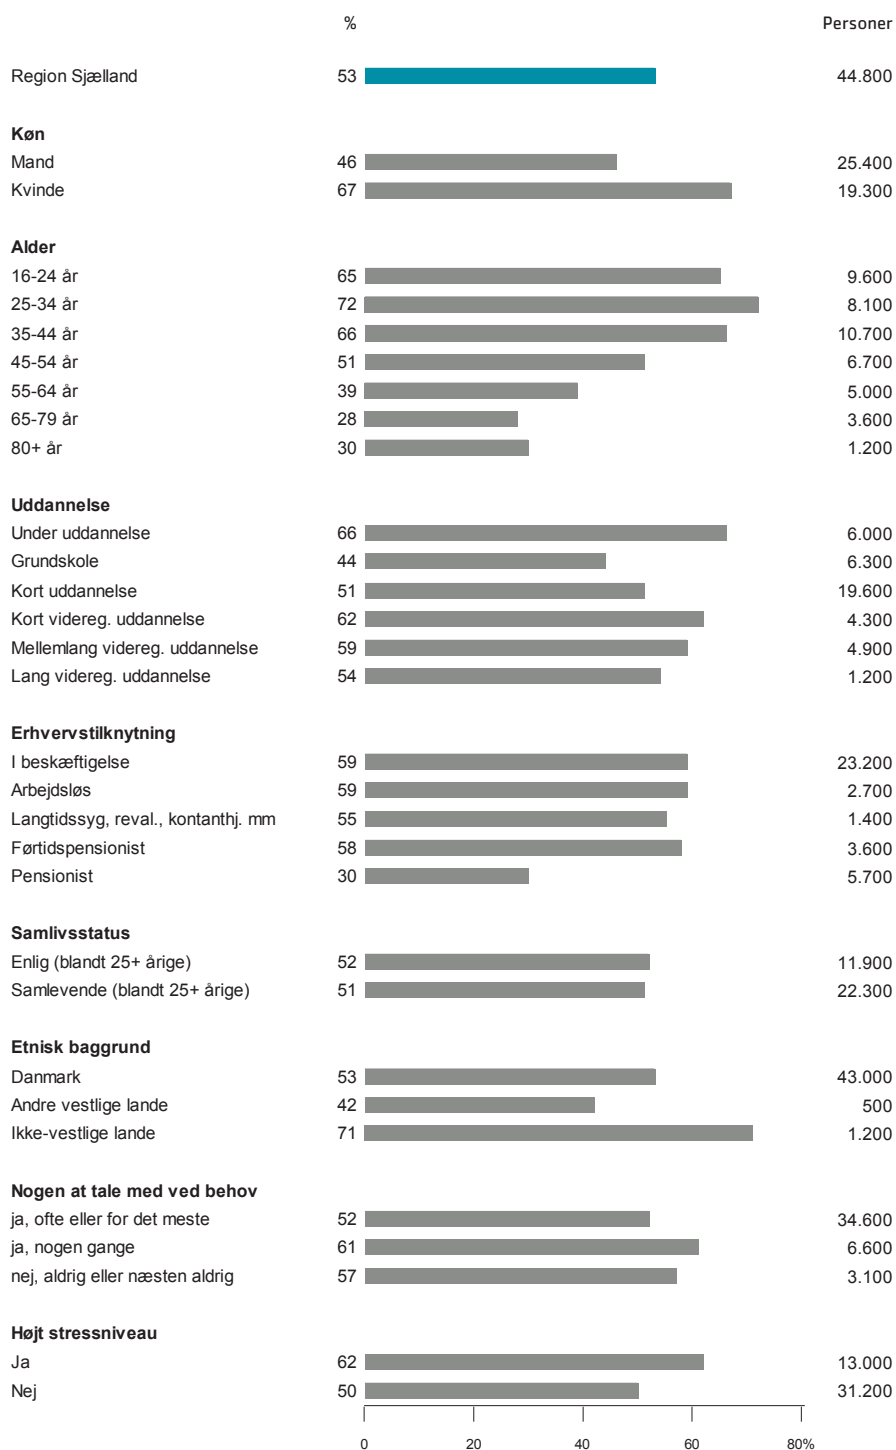 % Personer
Region Sjælland 53 44.800
Køn
Mand 46 25.400
Kvinde 67 19.300
Alder
16-24 år 65 9.600
25-34 år 72 8.100
35-44 år 66 10.700
45-54 år 51 6.700
55-64 år 39 5.000
65-79 år 28 3.600
80+ år 30 1.200
Uddannelse
Under uddannelse 66 6.000
Grundskole 44 6.300
Kort uddannelse 51 19.600
Kort videreg. uddannelse 62 4.300
Mellemlang videreg. uddannelse 59 4.900
Lang videreg. uddannelse 54 1.200
Erhvervstilknytning
I beskæftigelse 59 23.200
Arbejdsløs 59 2.700
Langtidssyg, reval., kontanthj. mm 55 1.400
Førtidspensionist 58 3.600
Pensionist 30 5.700
Samlivsstatus
Enlig (blandt 25+ årige) 52 11.900
Samlevende (blandt 25+ årige) 51 22.300
Etnisk baggrund
Danmark 53 43.000
Andre vestlige lande 42 500
Ikke-vestlige lande 71 1.200
Nogen at tale med ved behov
ja, ofte eller for det meste 52 34.600
ja, nogen gange 61 6.600
nej, aldrig eller næsten aldrig 57 3.100
Højt stressniveau
Ja 62 13.000
Nej 50 31.200
0 20 40 60 80%